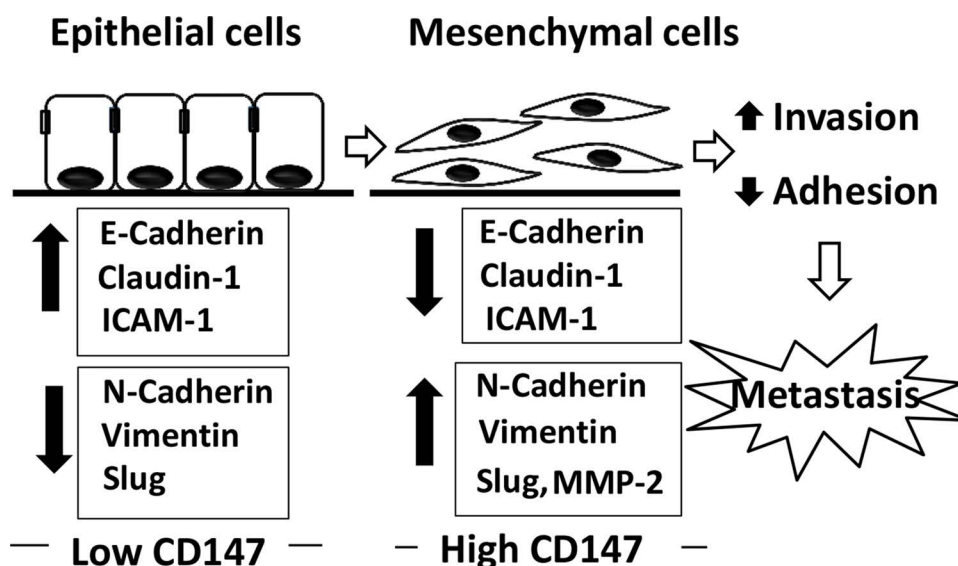 Epithelial cells
Mesenchymal cells
Invasion
Adhesion
E-Cadherin
Claudin-1
ICAM-1
E-Cadherin
Claudin-1
ICAM-1
N-Cadherin
Vimentin
Slug
N-Cadherin
Vimentin
Slug, MMP-2
Metastasis
Low CD147
High CD147